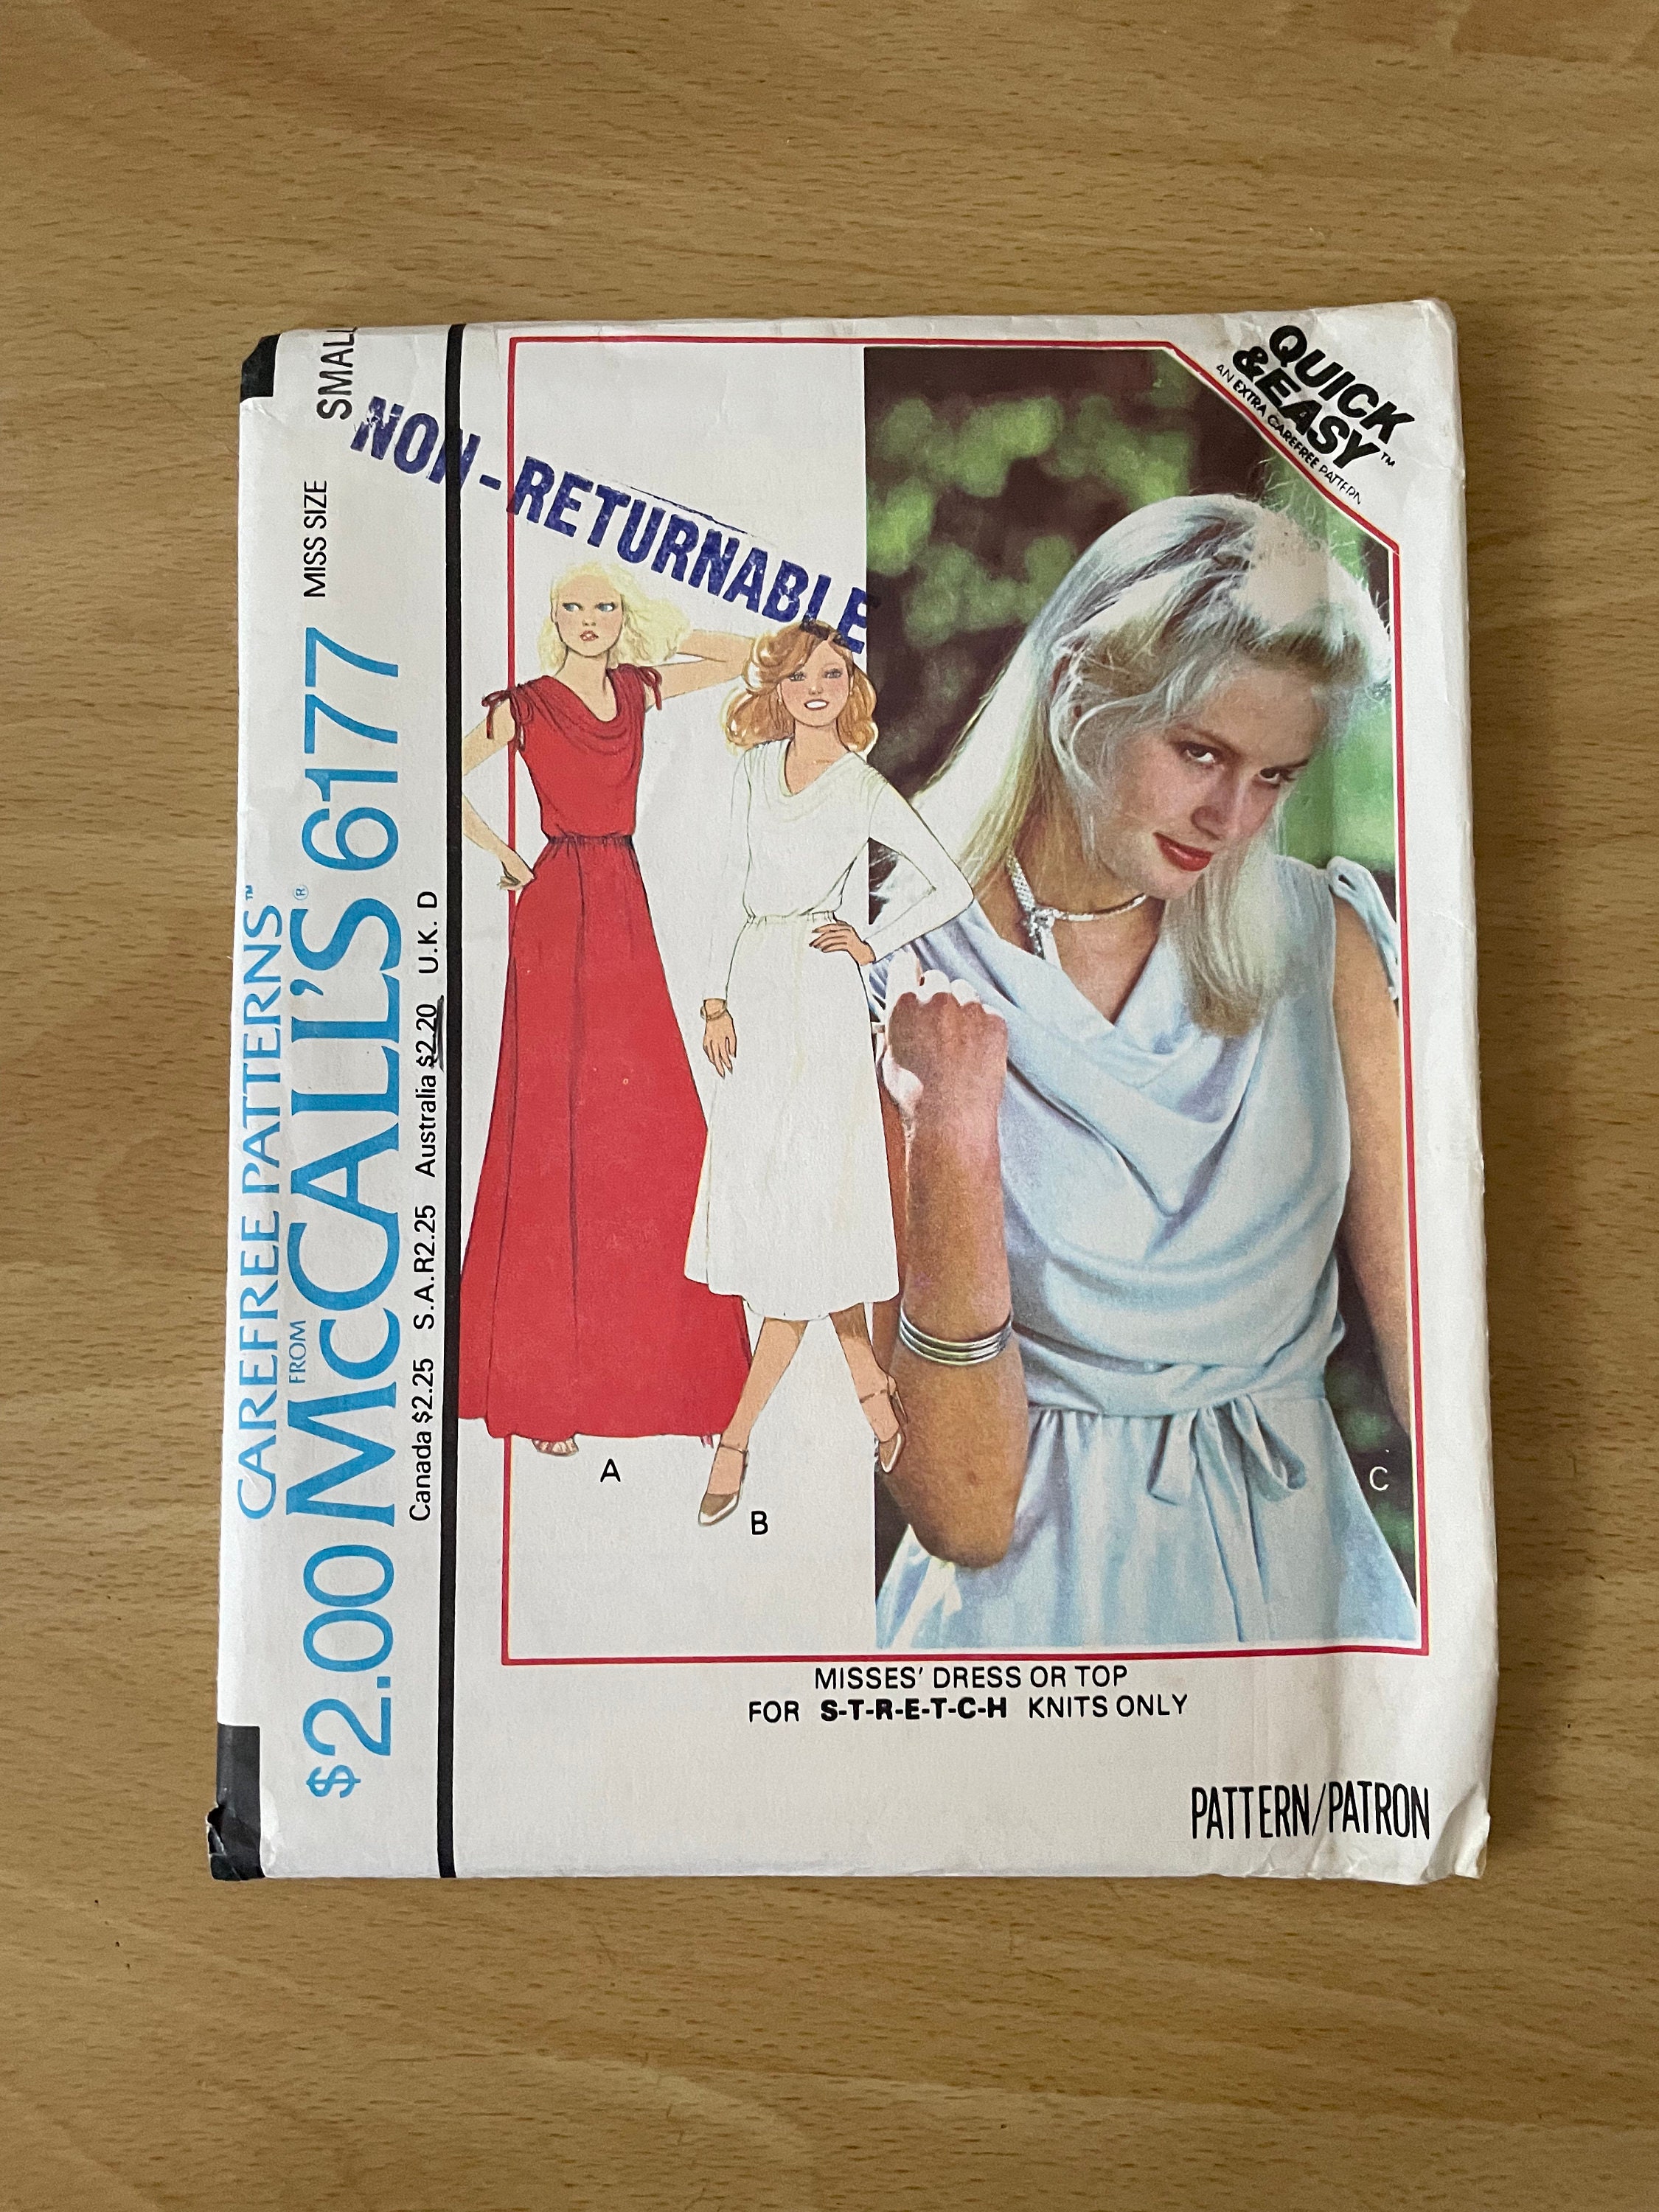 CAREFREE PATTERNS™
FROM
$2.00 McCALL'S® 6177 MISS SIZE SMALL
Canada $2.25 S.A.R2.25 Australia $2.20 U.K. D
NON-RETURNABLE
QUICK
&EASY™
AN EXTRA CAREFREE PATTERN
A
B
C
MISSES' DRESS OR TOP
FOR S-T-R-E-T-C-H KNITS ONLY
PATTERN/PATRON